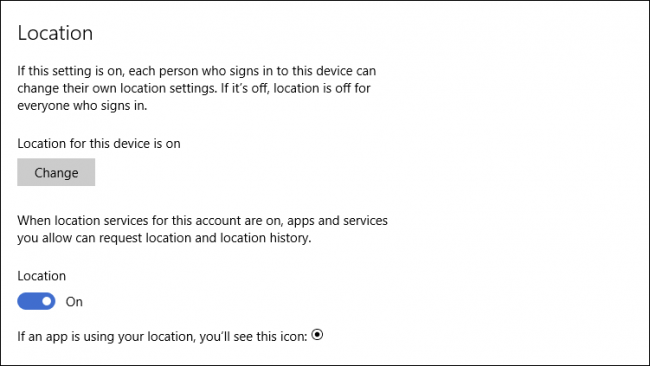 Location
If this setting is on, each person who signs in to this device can
change their own location settings. If it's off, location is off for
everyone who signs in.
Location for this device is on
Change
When location services for this account are on, apps and services
you allow can request location and location history.
Location
On
If an app is using your location, you'll see this icon: